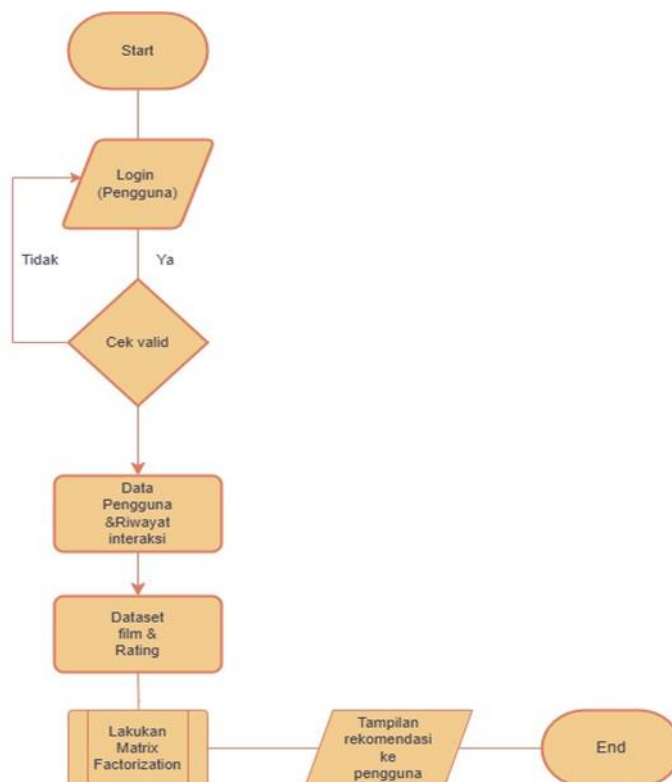 Start
Login
(Pengguna)
Tidak
Ya
Cek valid
Data
Pengguna
&Riwayat
interaksi
Dataset
film &
Rating
Lakukan
Matrix
Factorization
Tampilan
rekomendasi
ke
pengguna
End